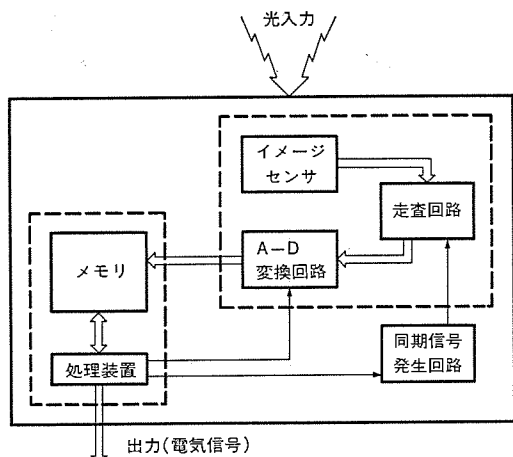 光入力
イメージ
センサ
走査回路
A-D
変換回路
メモリ
同期信号
発生回路
処理装置
出力(電気信号)